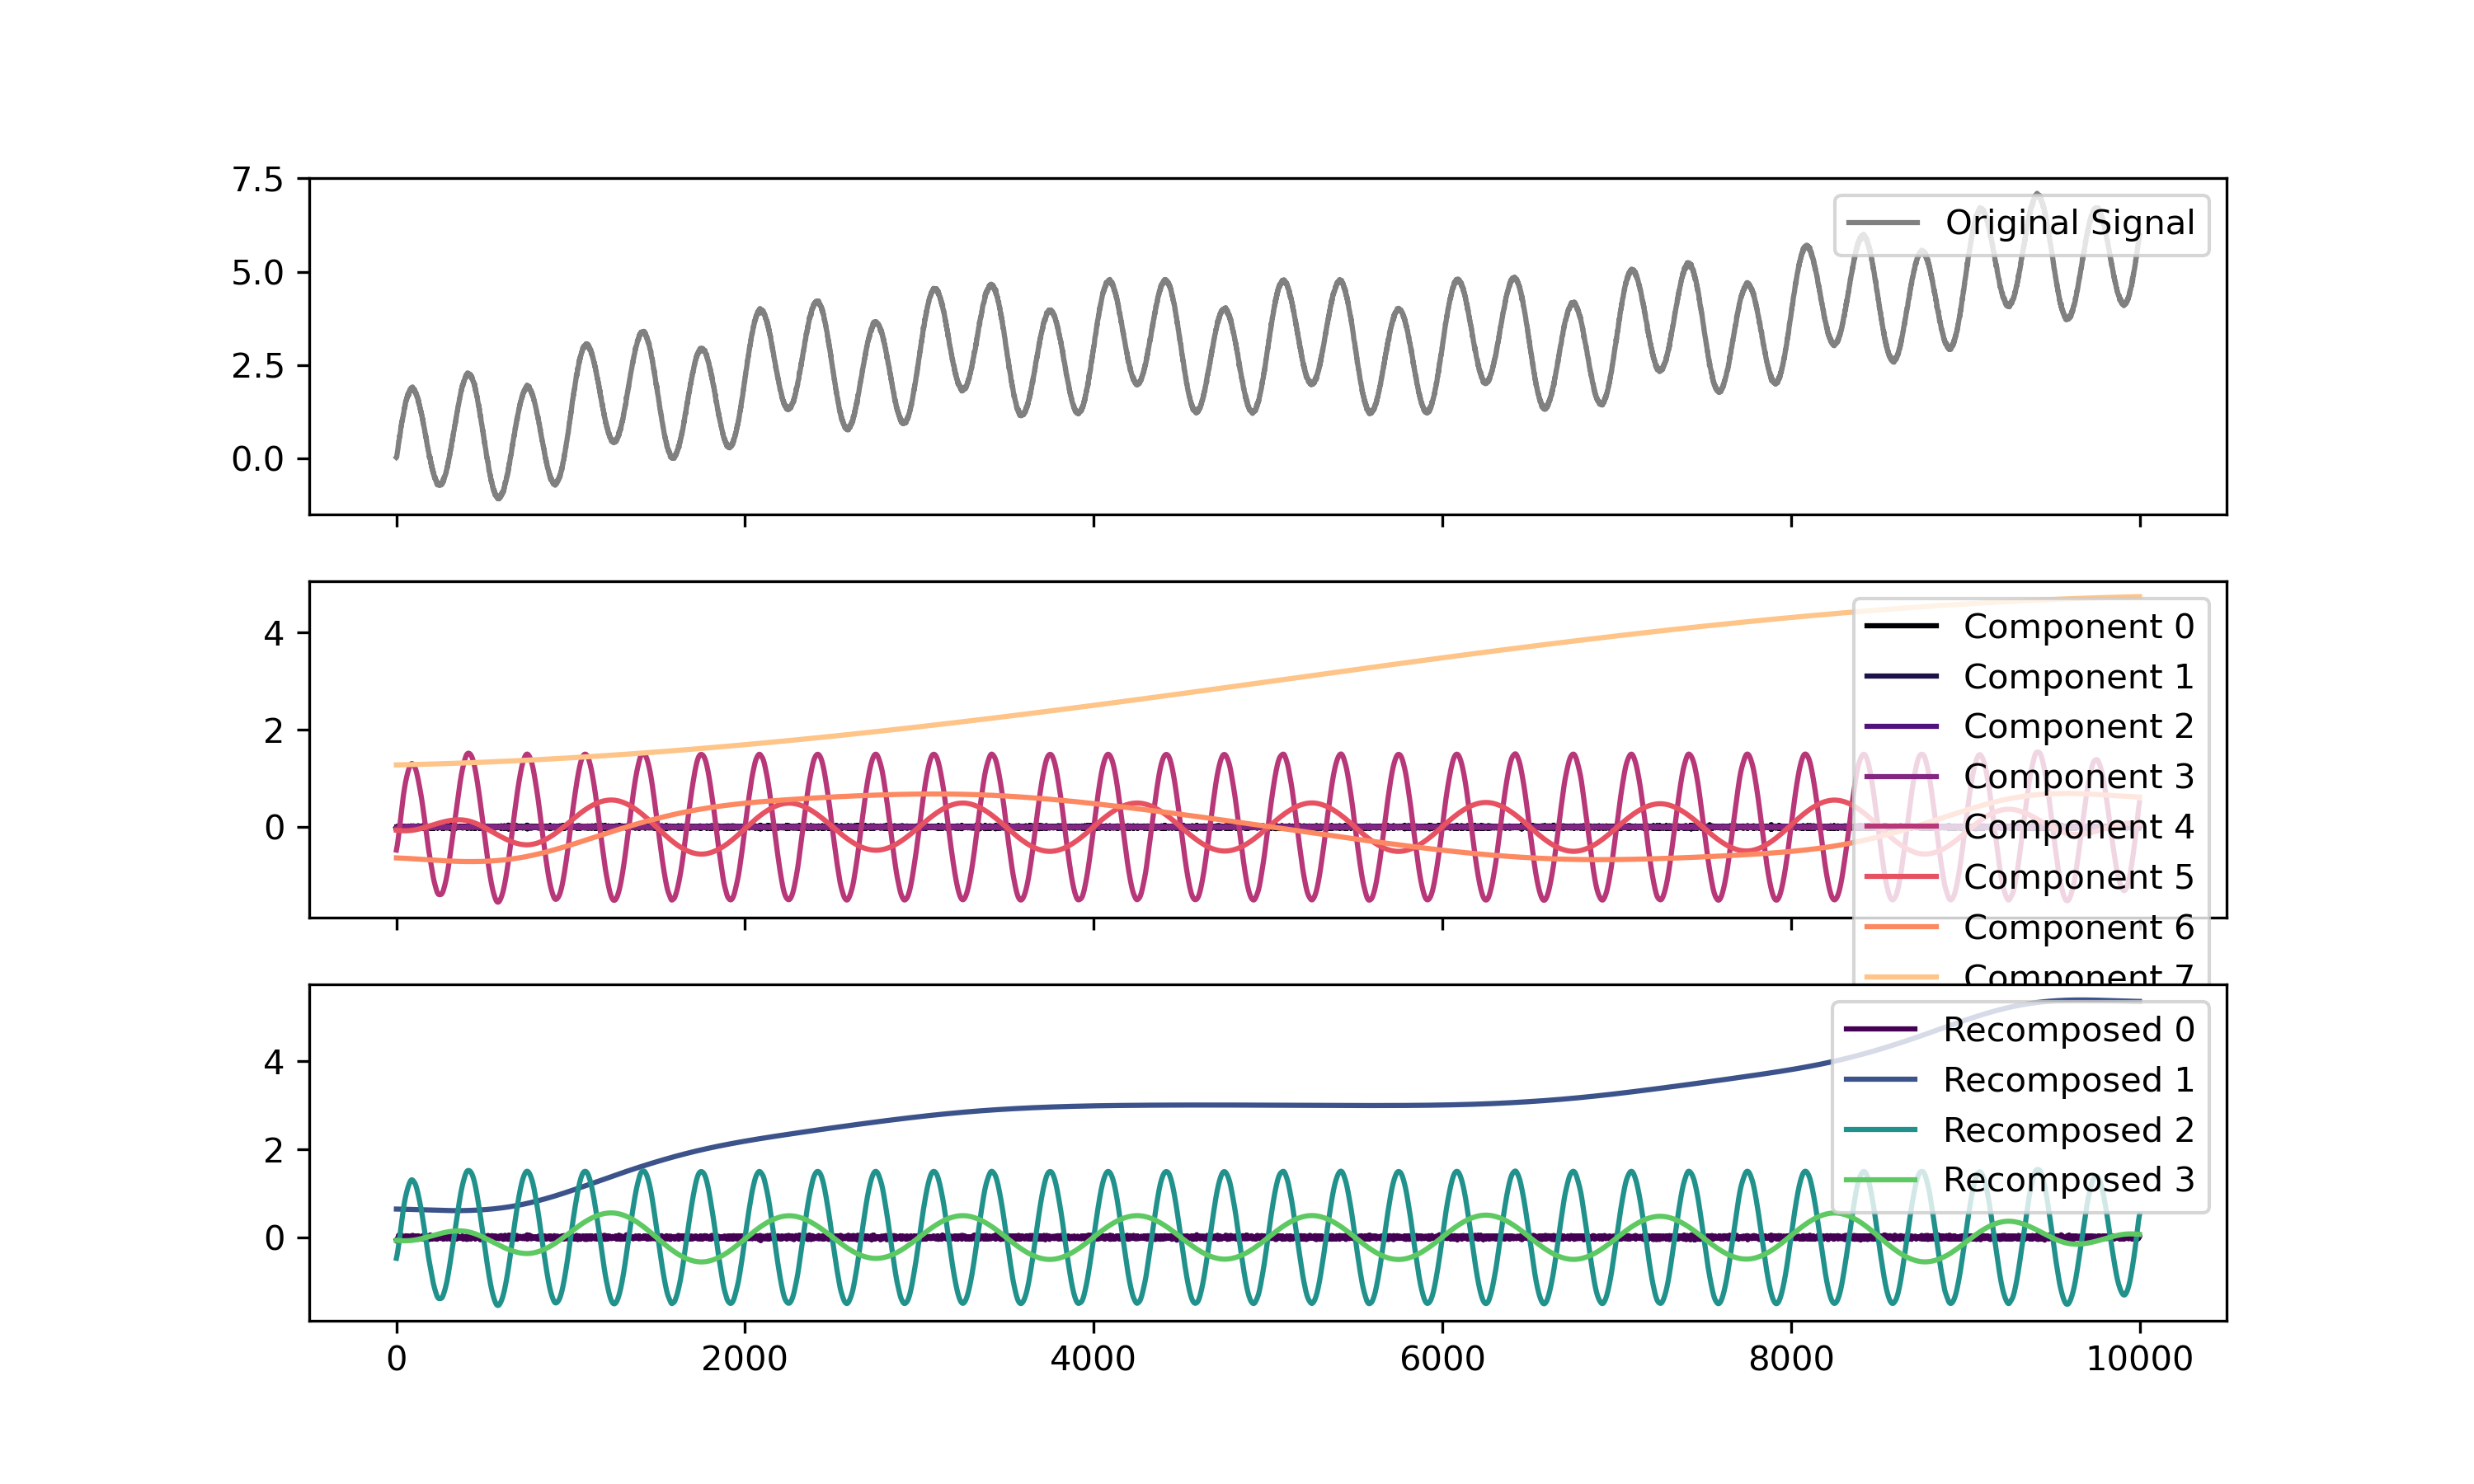 7.5
5.0
2.5
0.0
Original Signal
4
2
0
Component 0
Component 1
Component 2
Component 3
Component 4
Component 5
Component 6
Component 7
4
2
0
Recomposed 0
Recomposed 1
Recomposed 2
Recomposed 3
0 2000 4000 6000 8000 10000